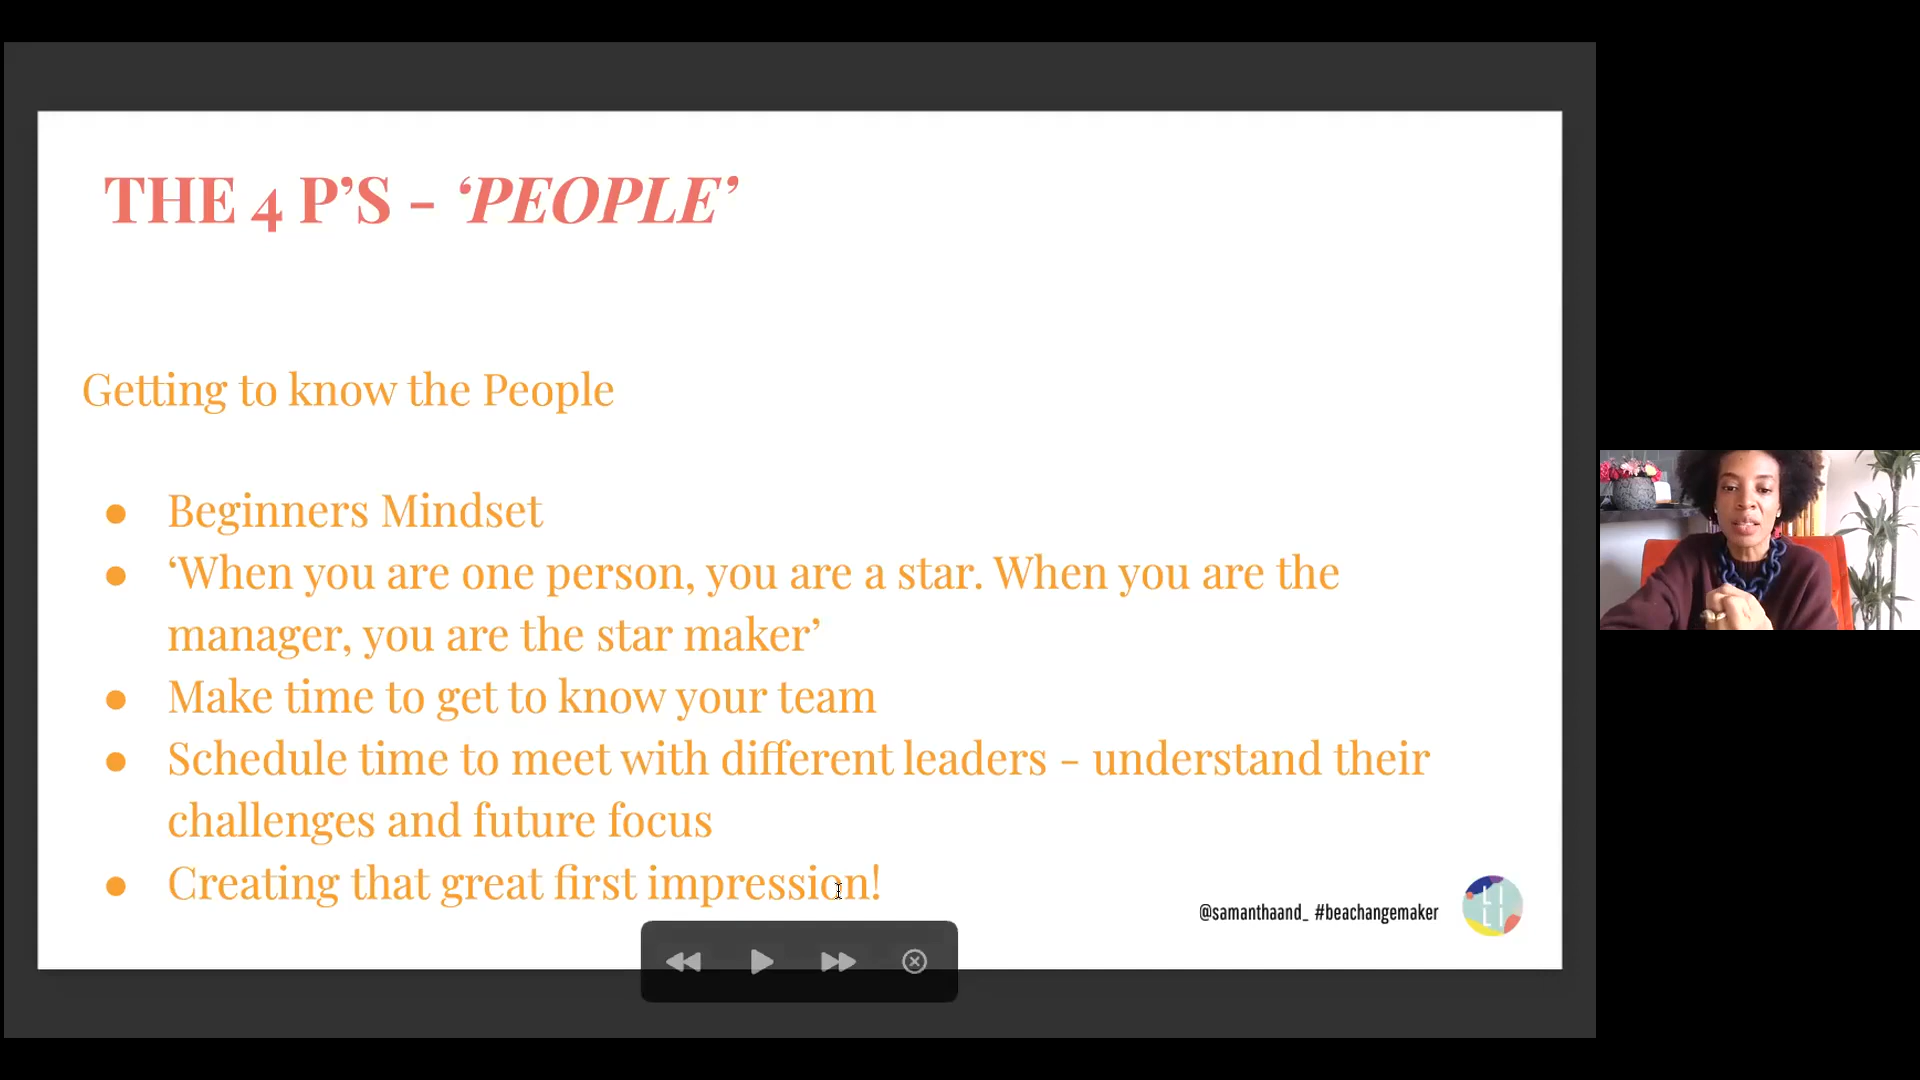 THE 4 P’S - ‘PEOPLE’
Getting to know the People
● Beginners Mindset
● ‘When you are one person, you are a star. When you are the
manager, you are the star maker’
● Make time to get to know your team
● Schedule time to meet with different leaders - understand their
challenges and future focus
● Creating that great first impression!
@samanthaand_ #beachangemaker
LI
LI